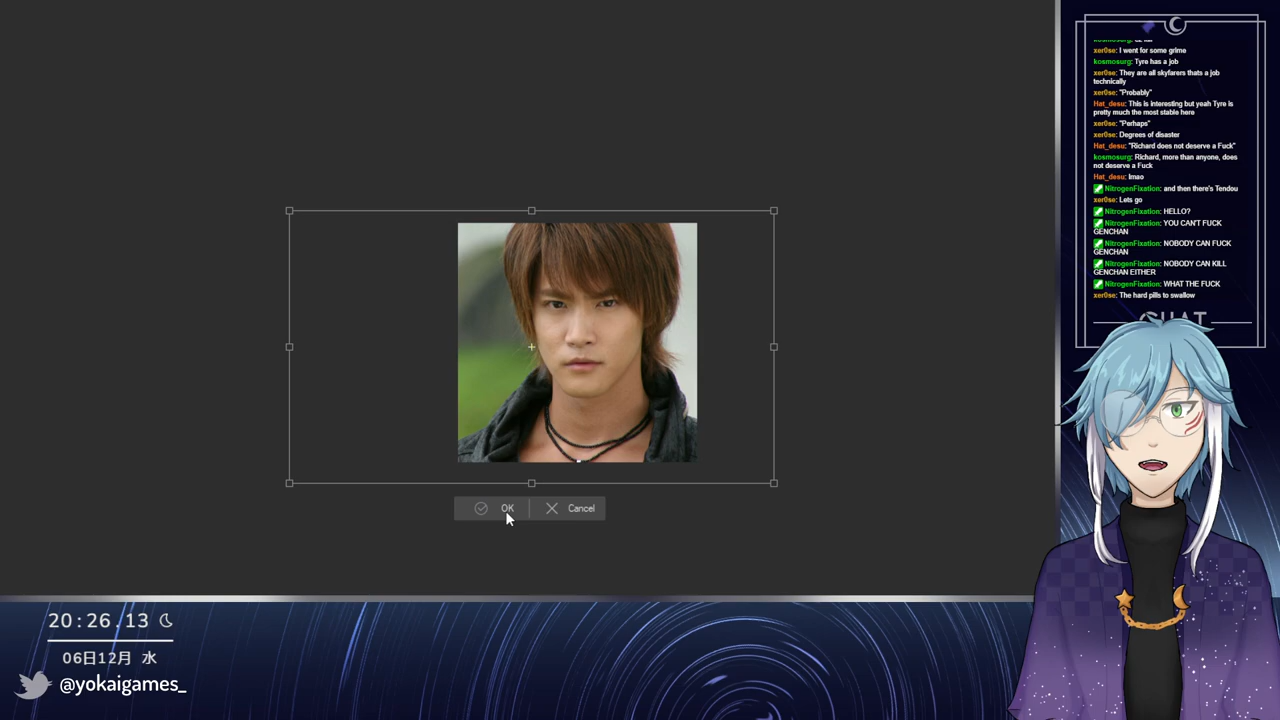 xer0se: I went for some grime
kosmosurg: Tyre has a job
xer0se: They are all skyfarers thats a job
technically
xer0se: "Probably"
Hat_desu: This is interesting but yeah Tyre is
pretty much the most stable here
xer0se: "Perhaps"
xer0se: Degrees of disaster
Hat_desu: "Richard does not deserve a Fuck"
kosmosurg: Richard, more than anyone, does
not deserve a Fuck
Hat_desu: lmao
NitrogenFixation: and then there's Tendou
xer0se: Lets go
NitrogenFixation: HELLO?
NitrogenFixation: YOU CAN'T FUCK
GENCHAN
NitrogenFixation: NOBODY CAN FUCK
GENCHAN
NitrogenFixation: NOBODY CAN KILL
GENCHAN EITHER
NitrogenFixation: WHAT THE FUCK
xer0se: The hard pills to swallow
CHAT
OK
Cancel
20:26.13
06日12月 水
@yokaigames_